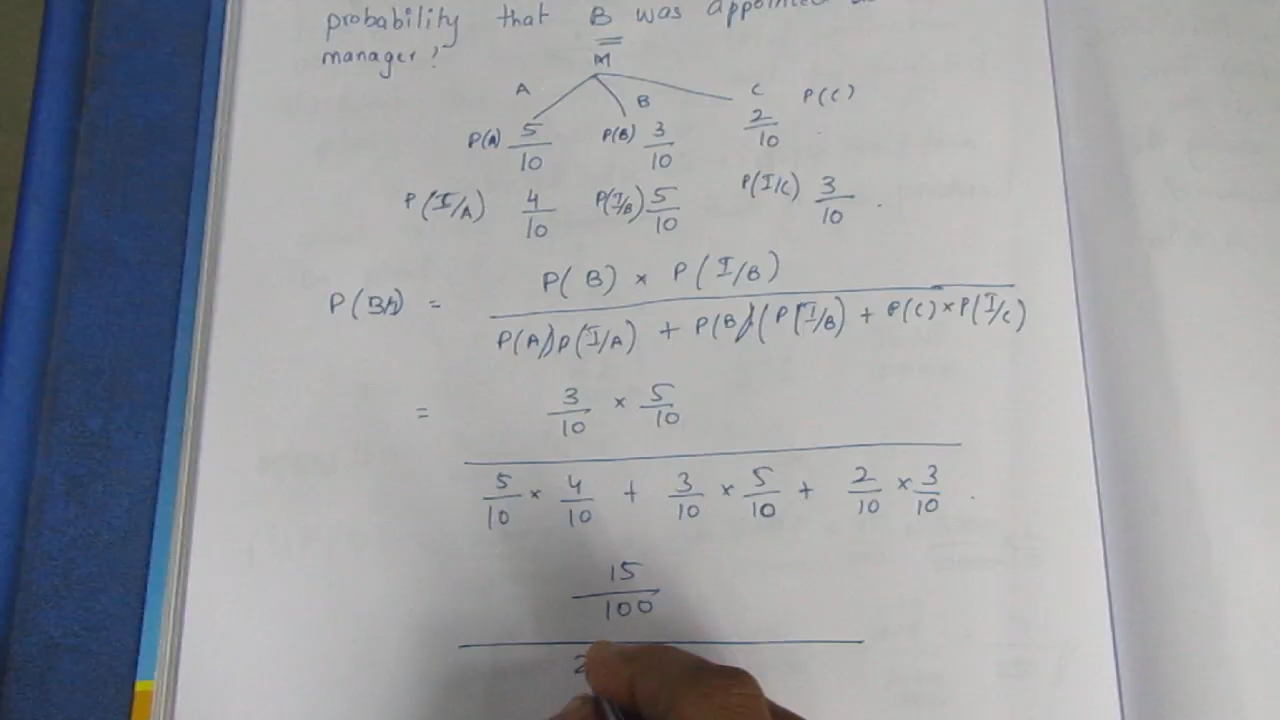 probability that B was appointed
manager?
M
A B C P(C)
P(A) 5/10 P(B) 3/10 2/10
P(I/A) 4/10 P(I/B) 5/10 P(I/C) 3/10 .
P(B/I) = P(B) × P(I/B)
P(A) P(I/A) + P(B) (P(I/B) + P(C) × P(I/C)
= 3/10 × 5/10
5/10 × 4/10 + 3/10 × 5/10 + 2/10 × 3/10 .
15/100
2